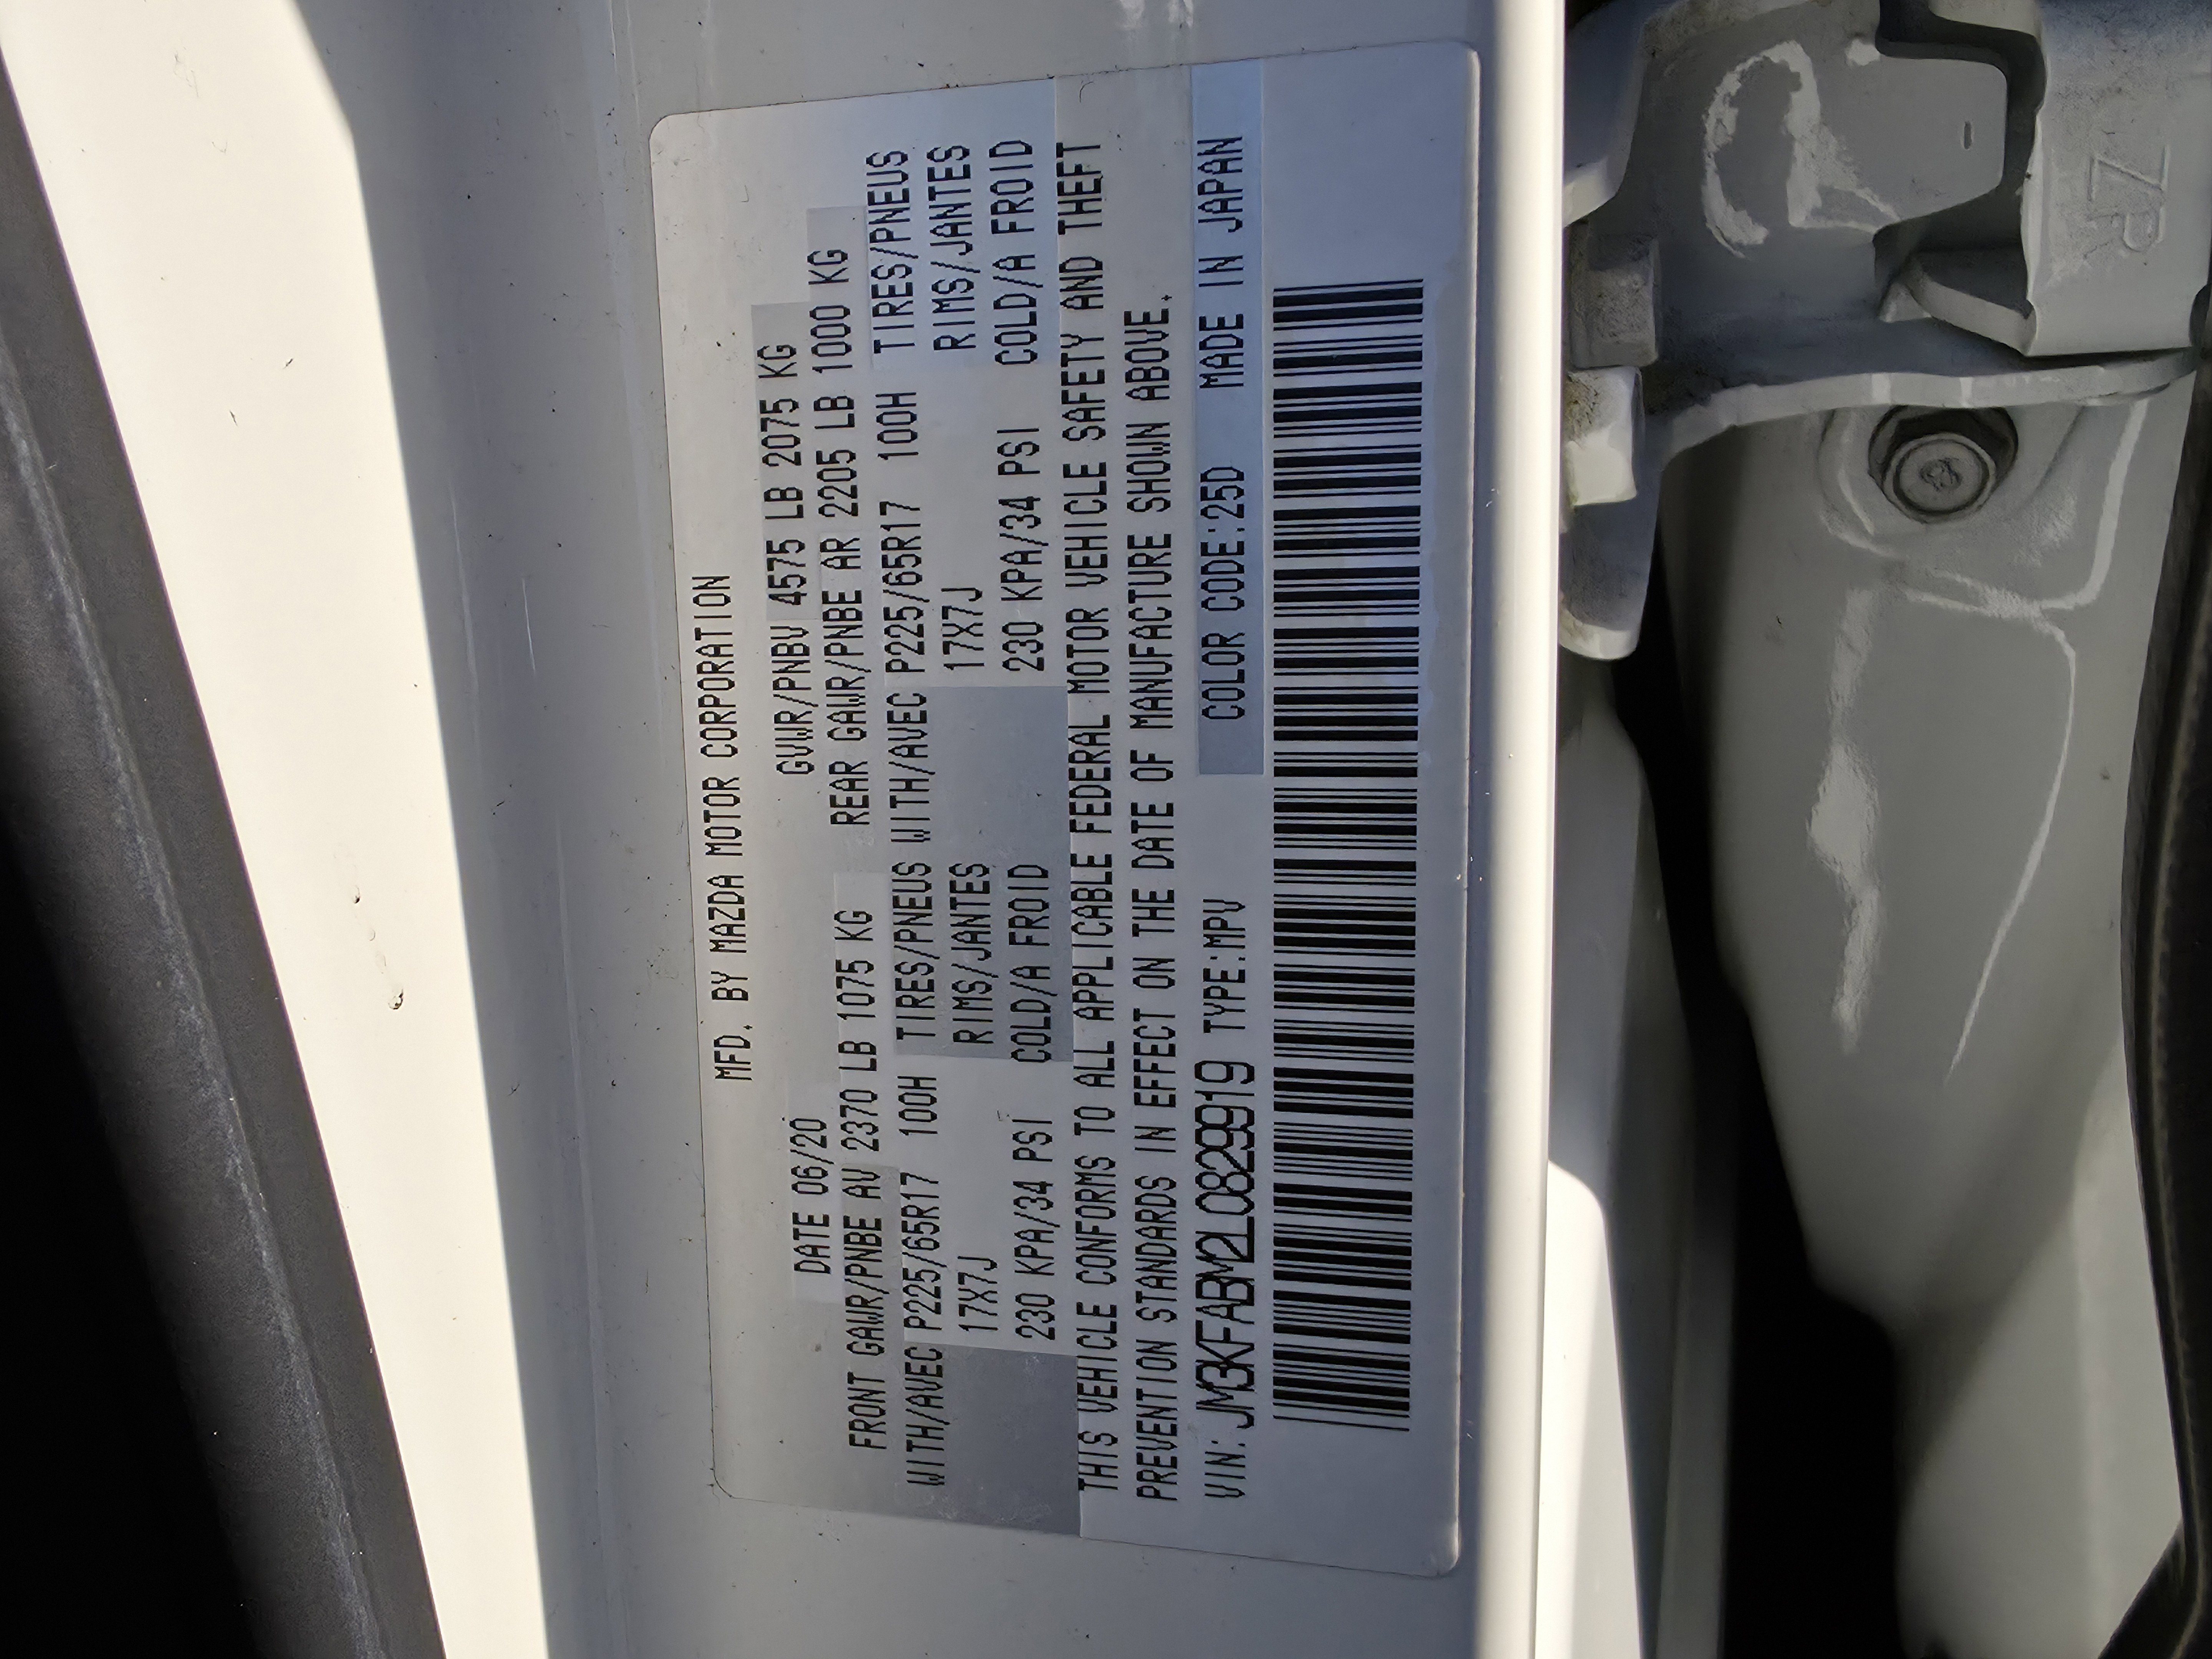 MFD. BY MAZDA MOTOR CORPORATION
DATE 06/20 GVWR/PNBV 4575 LB 2075 KG
FRONT GAWR/PNBE AV 2370 LB 1075 KG REAR GAWR/PNBE AR 2205 LB 1000 KG
WITH/AVEC P225/65R17 100H TIRES/PNEUS WITH/AVEC P225/65R17 100H TIRES/PNEUS
17X7J RIMS/JANTES 17X7J RIMS/JANTES
230 KPA/34 PSI COLD/A FROID 230 KPA/34 PSI COLD/A FROID
THIS VEHICLE CONFORMS TO ALL APPLICABLE FEDERAL MOTOR VEHICLE SAFETY AND THEFT
PREVENTION STANDARDS IN EFFECT ON THE DATE OF MANUFACTURE SHOWN ABOVE.
VIN: JM3KFABM2L0829919 TYPE:MPV COLOR CODE:25D MADE IN JAPAN
ZR